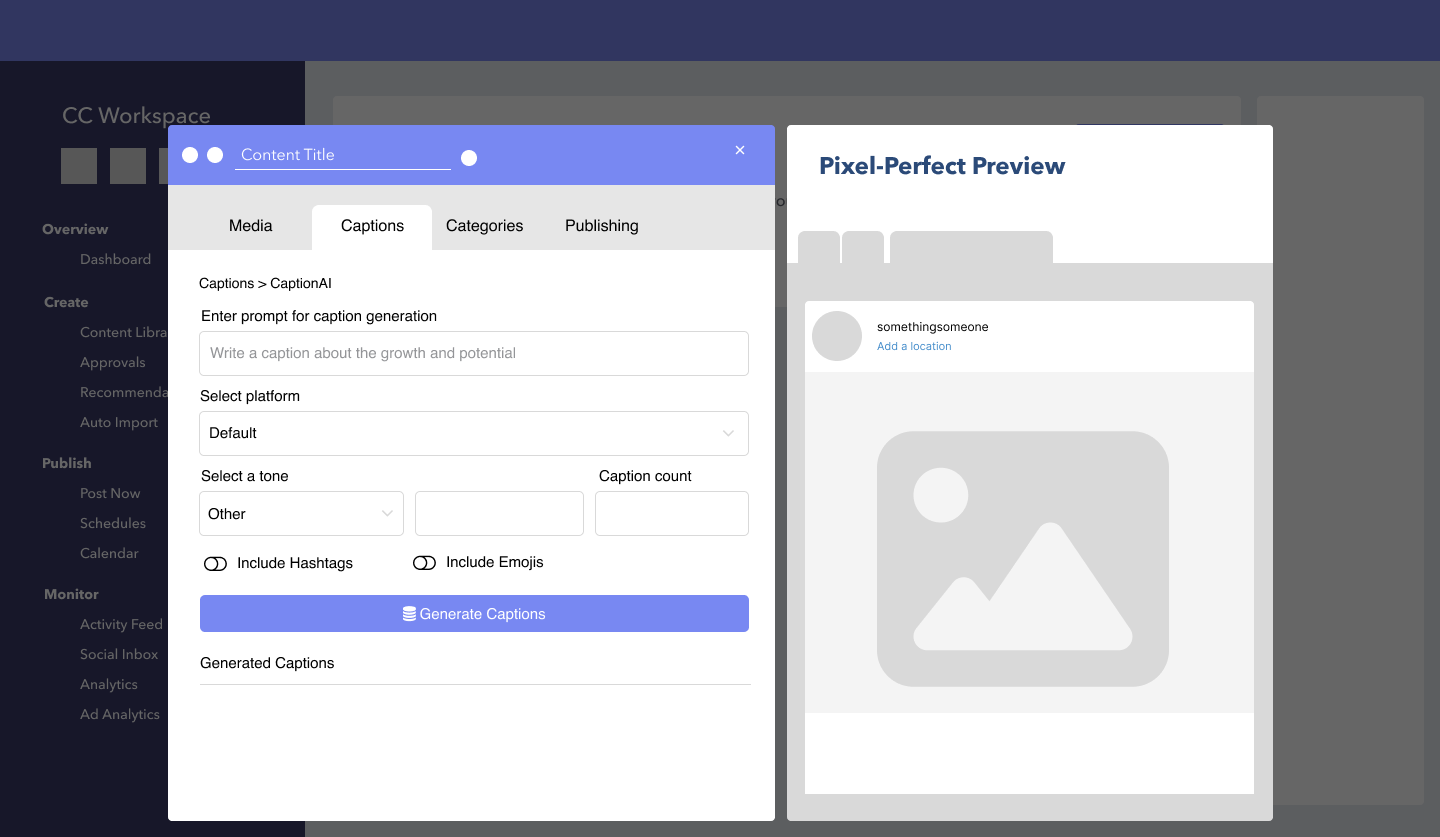 CC Workspace
Overview
Dashboard
Create
Content Libra
Approvals
Recommenda
Auto Import
Publish
Post Now
Schedules
Calendar
Monitor
Activity Feed
Social Inbox
Analytics
Ad Analytics
Content Title
×
Media Captions Categories Publishing
Captions > CaptionAI
Enter prompt for caption generation
Write a caption about the growth and potential
Select platform
Default
Select a tone Caption count
Other
Include Hashtags Include Emojis
Generate Captions
Generated Captions
Pixel-Perfect Preview
somethingsomeone
Add a location